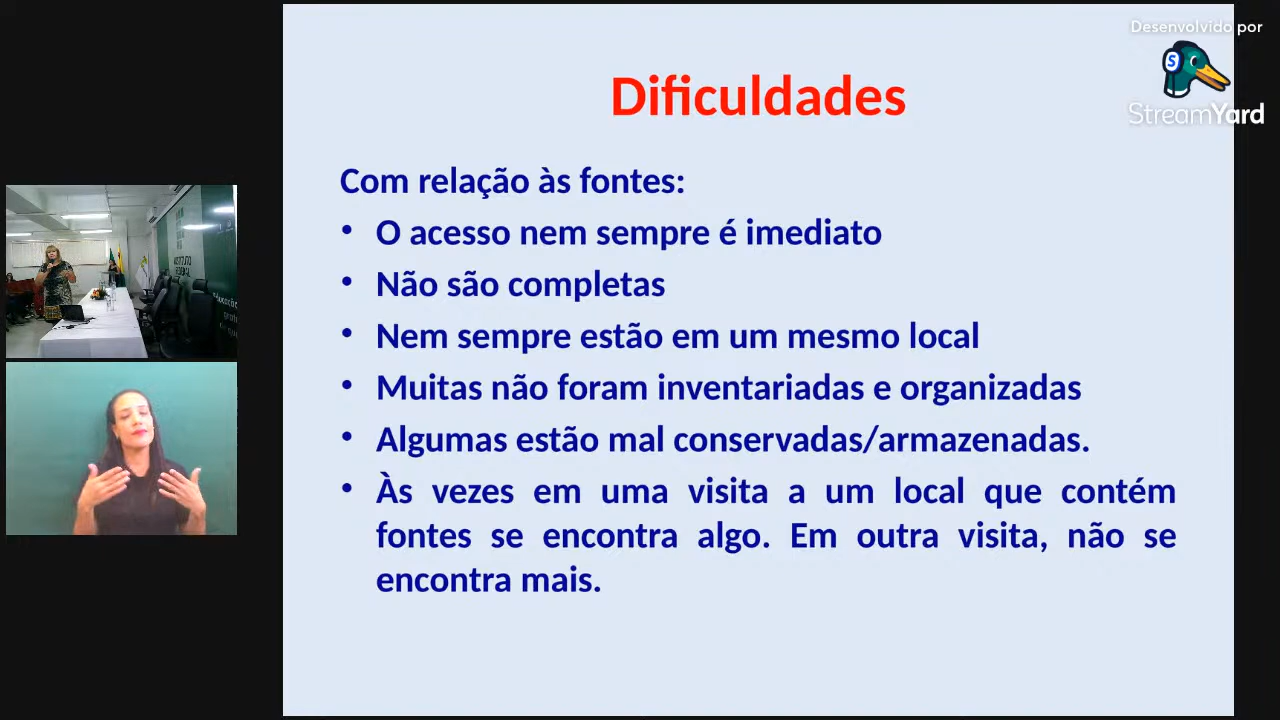 Desenvolvido por
StreamYard
Dificuldades
Com relação às fontes:
• O acesso nem sempre é imediato
• Não são completas
• Nem sempre estão em um mesmo local
• Muitas não foram inventariadas e organizadas
• Algumas estão mal conservadas/armazenadas.
• Às vezes em uma visita a um local que contém
fontes se encontra algo. Em outra visita, não se
encontra mais.